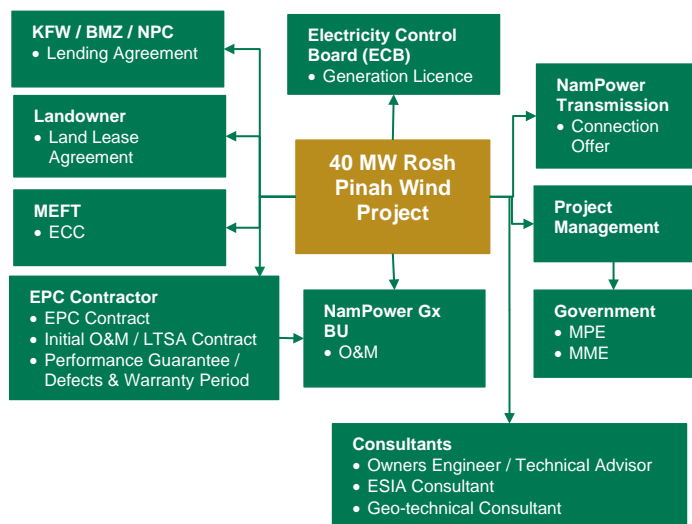 KFW / BMZ / NPC
• Lending Agreement
Electricity Control
Board (ECB)
• Generation Licence
NamPower
Transmission
• Connection
Offer
Landowner
• Land Lease
Agreement
40 MW Rosh
Pinah Wind
Project
MEFT
• ECC
Project
Management
EPC Contractor
• EPC Contract
• Initial O&M / LTSA Contract
• Performance Guarantee /
Defects & Warranty Period
NamPower Gx
BU
• O&M
Government
• MPE
• MME
Consultants
• Owners Engineer / Technical Advisor
• ESIA Consultant
• Geo-technical Consultant